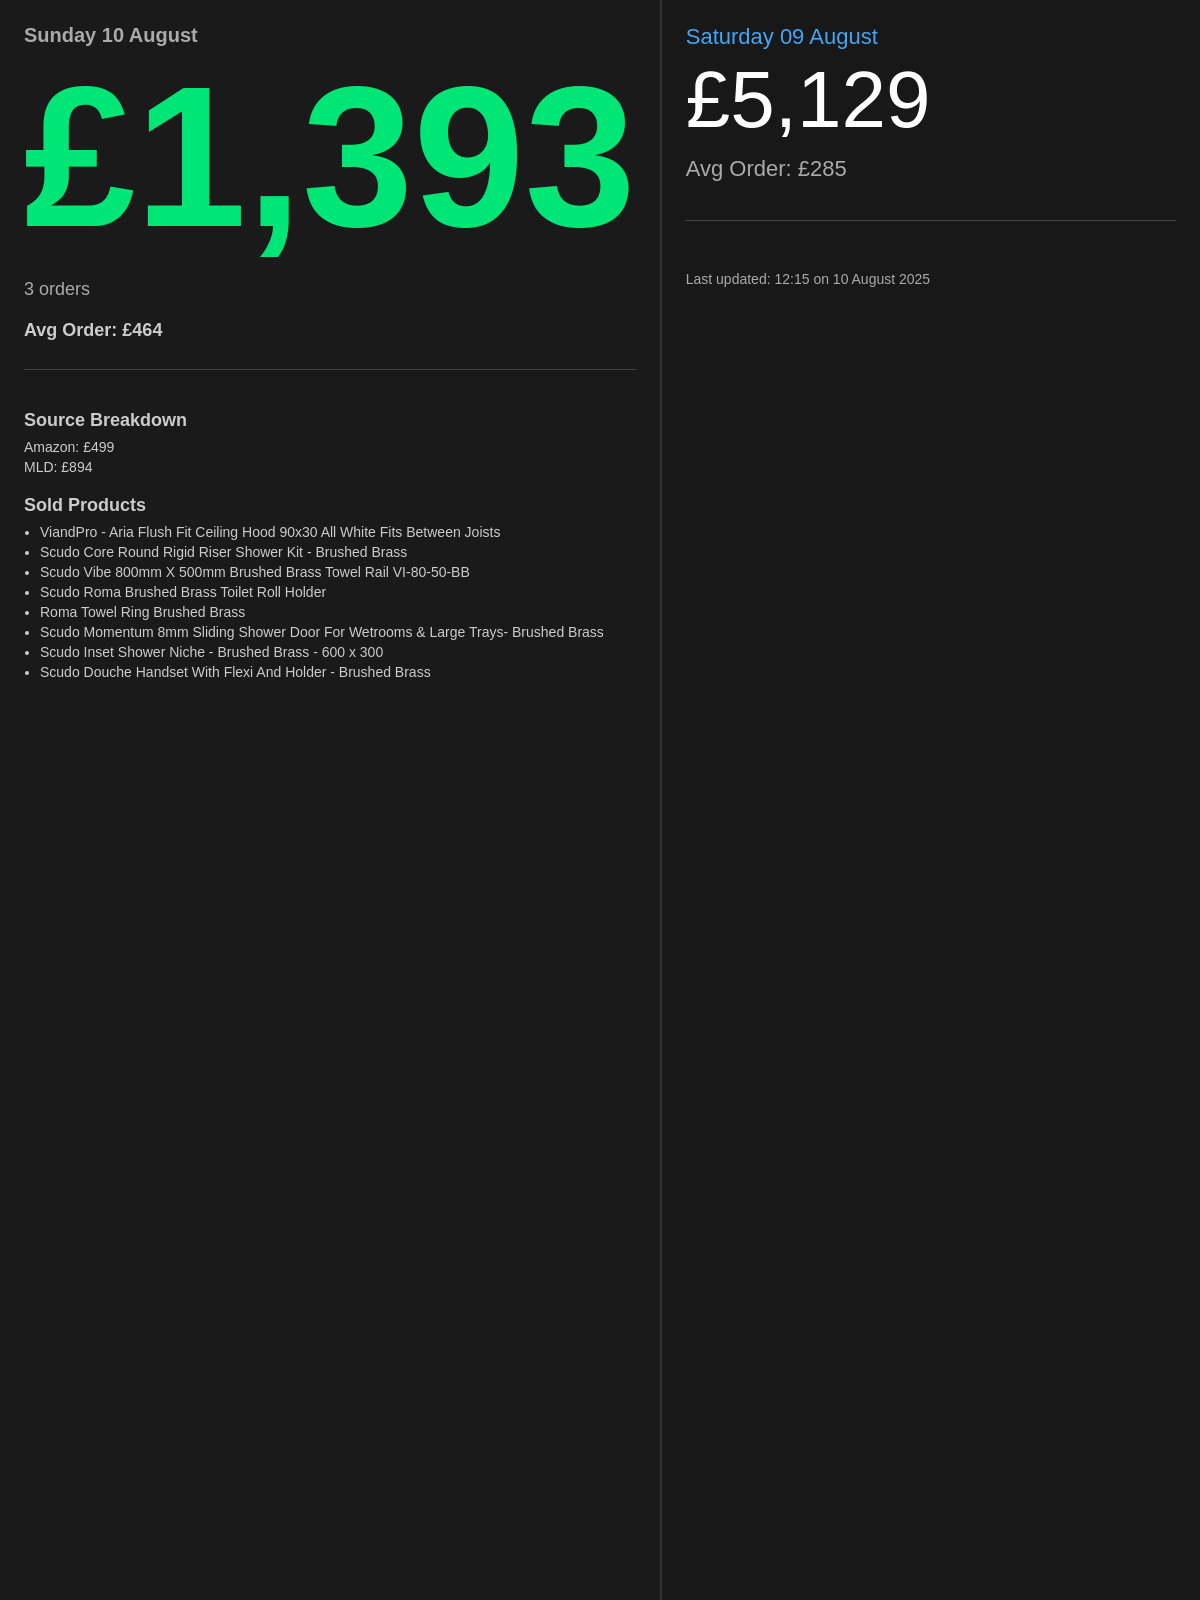 Sunday 10 August
£1,393
3 orders
Avg Order: £464
Source Breakdown
Amazon: £499
MLD: £894
Sold Products
• ViandPro - Aria Flush Fit Ceiling Hood 90x30 All White Fits Between Joists
• Scudo Core Round Rigid Riser Shower Kit - Brushed Brass
• Scudo Vibe 800mm X 500mm Brushed Brass Towel Rail VI-80-50-BB
• Scudo Roma Brushed Brass Toilet Roll Holder
• Roma Towel Ring Brushed Brass
• Scudo Momentum 8mm Sliding Shower Door For Wetrooms & Large Trays- Brushed Brass
• Scudo Inset Shower Niche - Brushed Brass - 600 x 300
• Scudo Douche Handset With Flexi And Holder - Brushed Brass
Saturday 09 August
£5,129
Avg Order: £285
Last updated: 12:15 on 10 August 2025